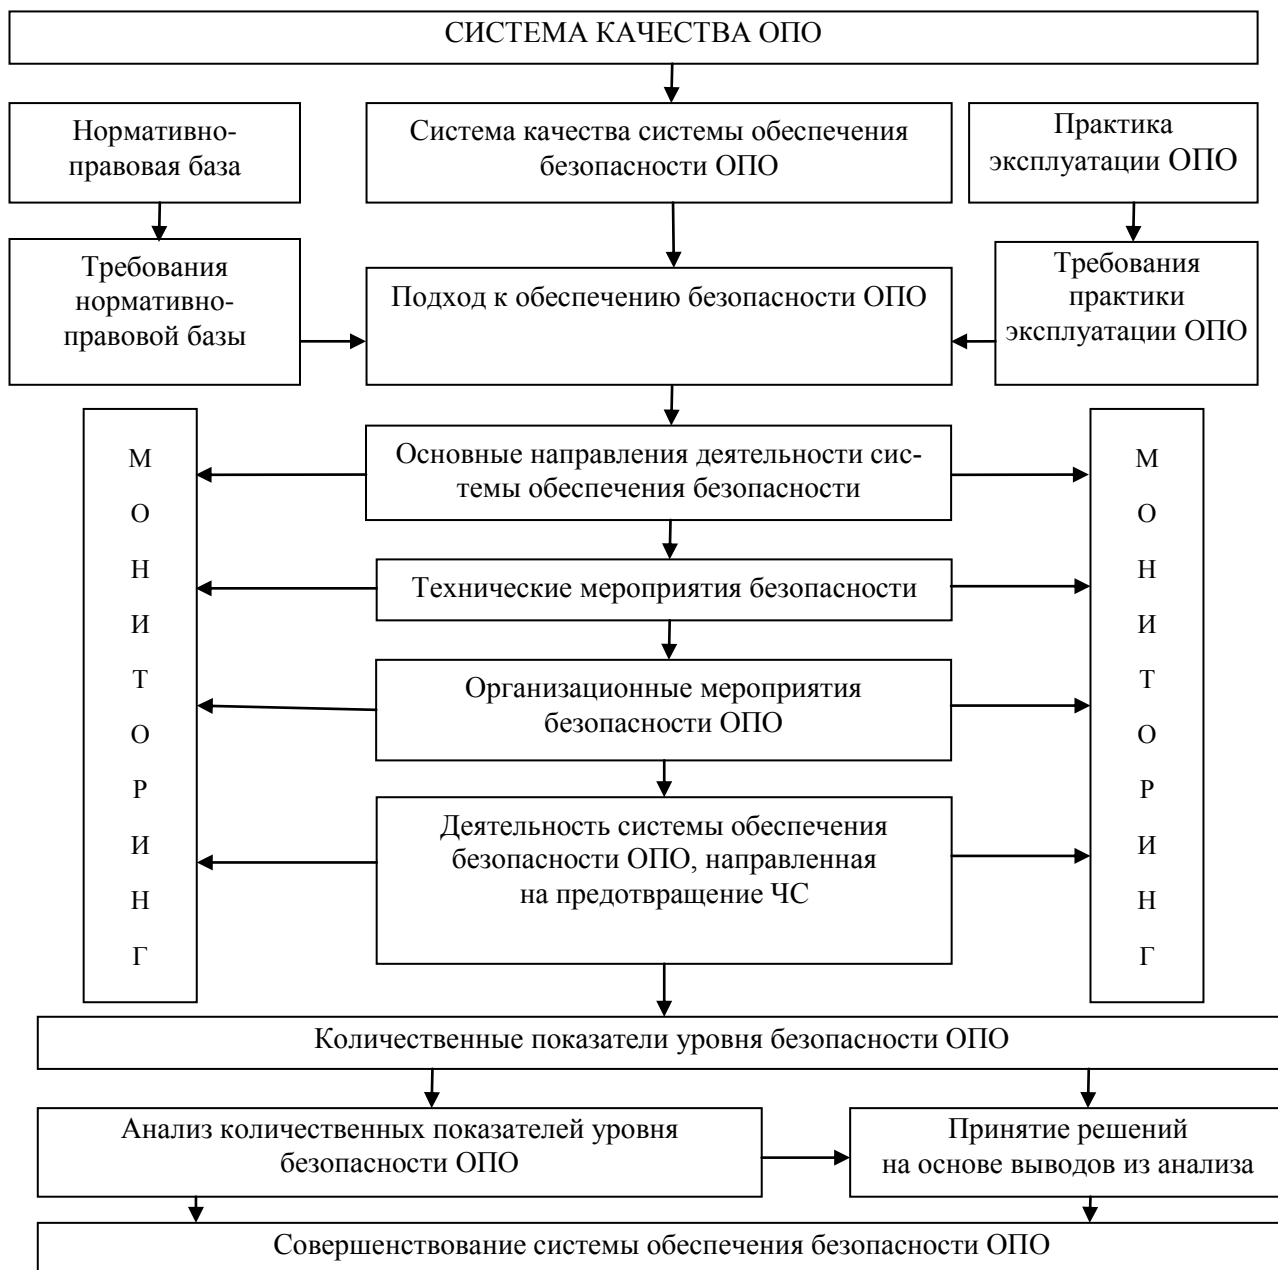 СИСТЕМА КАЧЕСТВА ОПО
Нормативно-
правовая база
Система качества системы обеспечения
безопасности ОПО
Практика
эксплуатации ОПО
Требования
нормативно-
правовой базы
Подход к обеспечению безопасности ОПО
Требования
практики
эксплуатации ОПО
М
О
Н
И
Т
О
Р
И
Н
Г
Основные направления деятельности сис-
темы обеспечения безопасности
Технические мероприятия безопасности
Организационные мероприятия
безопасности ОПО
Деятельность системы обеспечения
безопасности ОПО, направленная
на предотвращение ЧС
М
О
Н
И
Т
О
Р
И
Н
Г
Количественные показатели уровня безопасности ОПО
Анализ количественных показателей уровня
безопасности ОПО
Принятие решений
на основе выводов из анализа
Совершенствование системы обеспечения безопасности ОПО